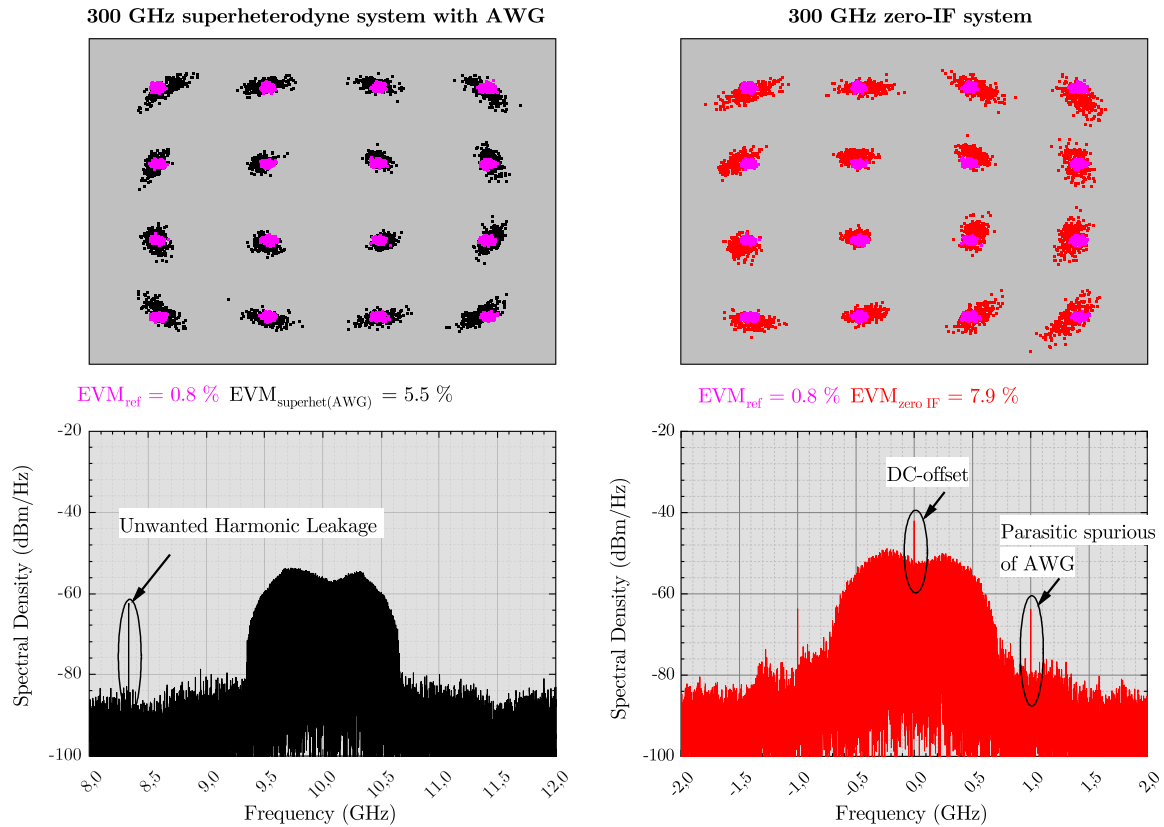 300 GHz superheterodyne system with AWG
EVM_ref = 0.8 % EVM_superhet(AWG) = 5.5 %
Spectral Density (dBm/Hz)
-20
-40
-60
-80
-100
Unwanted Harmonic Leakage
8,0 8,5 9,0 9,5 10,0 10,5 11,0 11,5 12,0
Frequency (GHz)
300 GHz zero-IF system
EVM_ref = 0.8 % EVM_zero IF = 7.9 %
Spectral Density (dBm/Hz)
-20
-40
-60
-80
-100
DC-offset
Parasitic spurious
of AWG
-2,0 -1,5 -1,0 -0,5 0,0 0,5 1,0 1,5 2,0
Frequency (GHz)